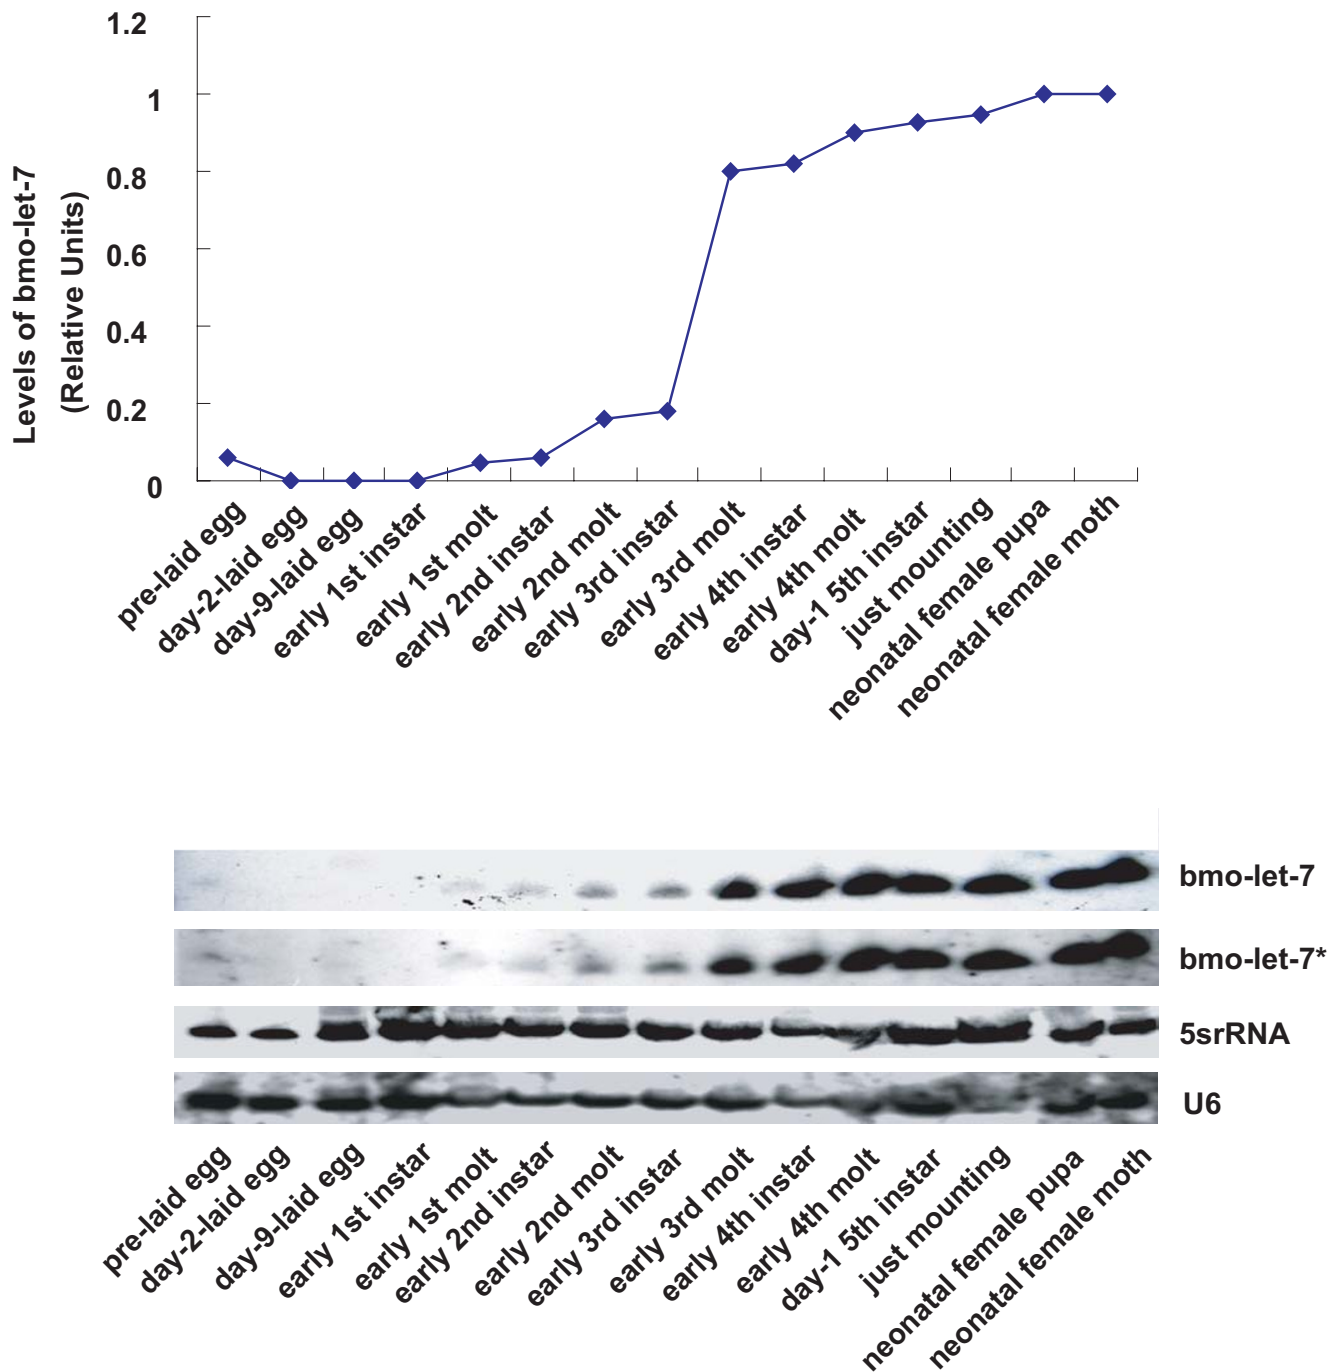 1.2
1
0.8
0.6
0.4
0.2
0
Levels of bmo-let-7
(Relative Units)
pre-laid egg
day-2-laid egg
day-9-laid egg
early 1st instar
early 1st molt
early 2nd instar
early 2nd molt
early 3rd instar
early 3rd molt
early 4th instar
early 4th molt
day-1 5th instar
just mounting
neonatal female pupa
neonatal female moth
bmo-let-7
bmo-let-7*
5srRNA
U6
pre-laid egg
day-2-laid egg
day-9-laid egg
early 1st instar
early 1st molt
early 2nd instar
early 2nd molt
early 3rd instar
early 3rd molt
early 4th instar
early 4th molt
day-1 5th instar
just mounting
neonatal female pupa
neonatal female moth